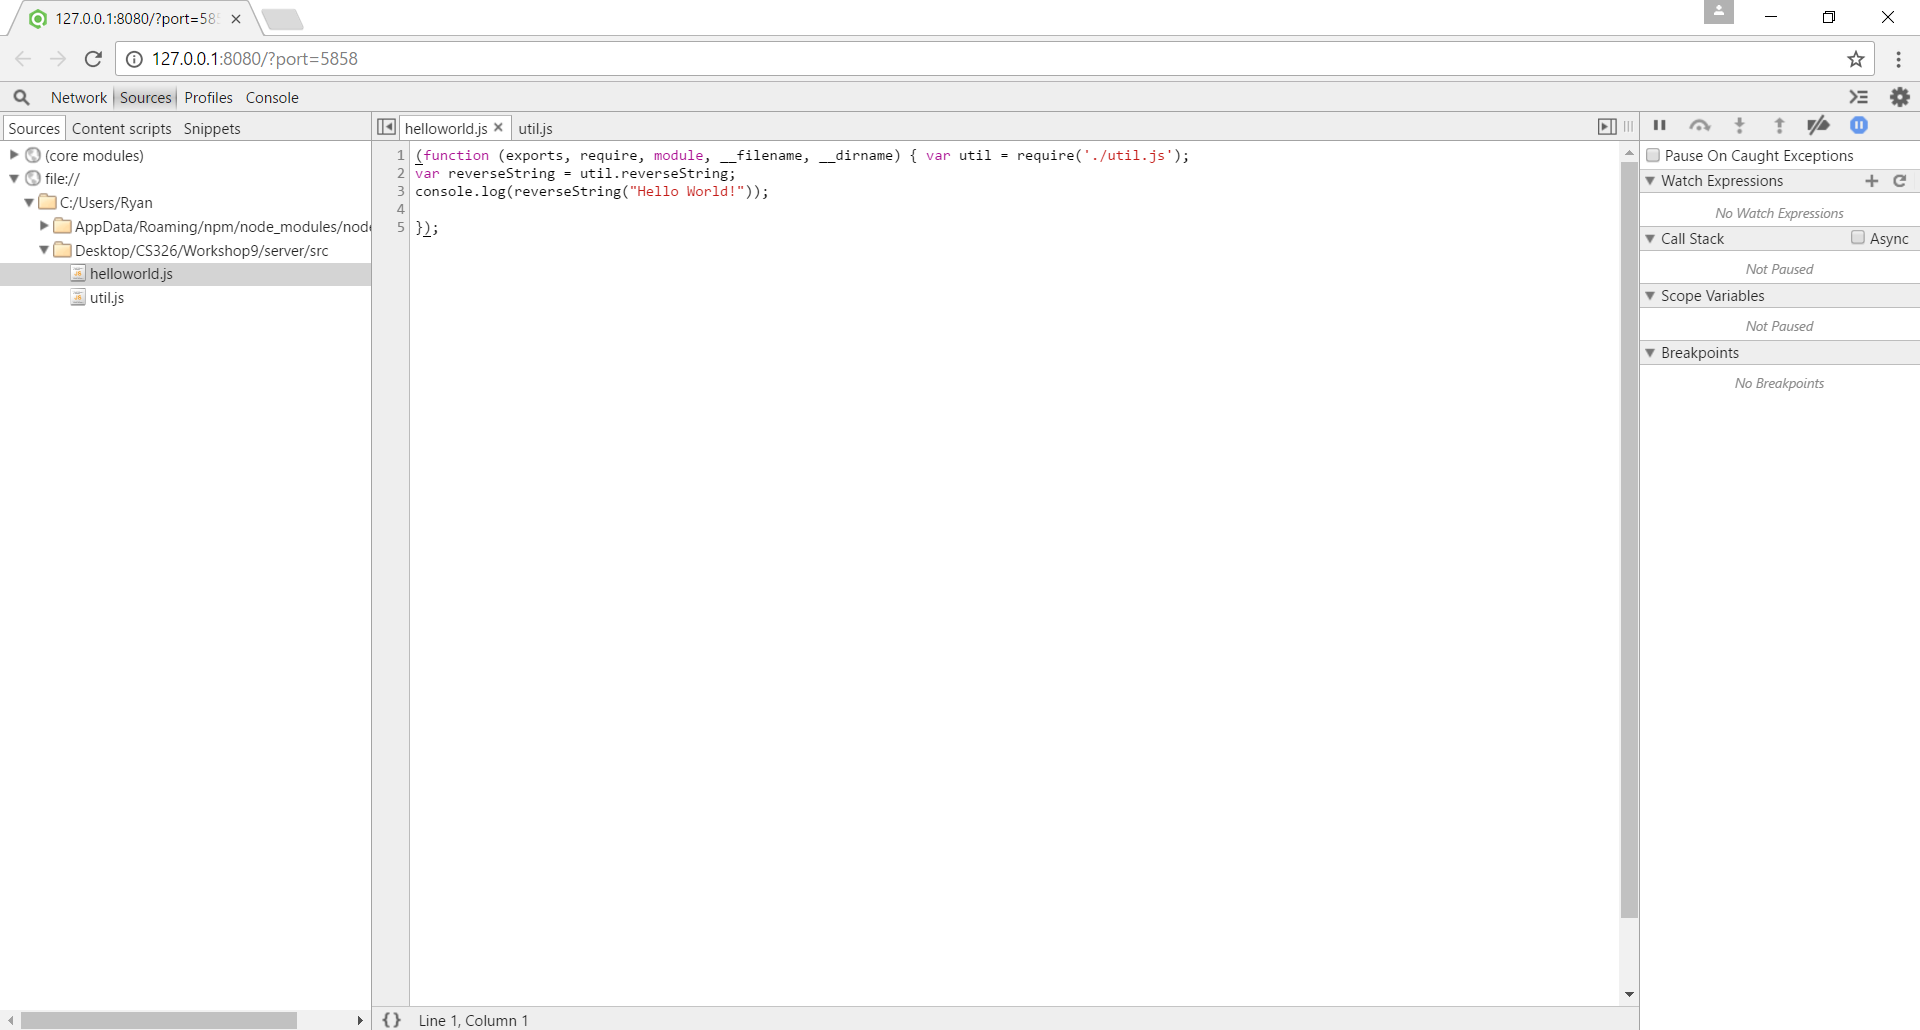 127.0.0.1:8080/?port=585
127.0.0.1:8080/?port=5858
Network Sources Profiles Console
Sources Content scripts Snippets
(core modules)
file://
C:/Users/Ryan
AppData/Roaming/npm/node_modules/node
Desktop/CS326/Workshop9/server/src
helloworld.js
util.js
helloworld.js util.js
1 (function (exports, require, module, __filename, __dirname) { var util = require('./util.js');
2 var reverseString = util.reverseString;
3 console.log(reverseString("Hello World!"));
4
5 });
{} Line 1, Column 1
Pause On Caught Exceptions
Watch Expressions
No Watch Expressions
Call Stack Async
Not Paused
Scope Variables
Not Paused
Breakpoints
No Breakpoints